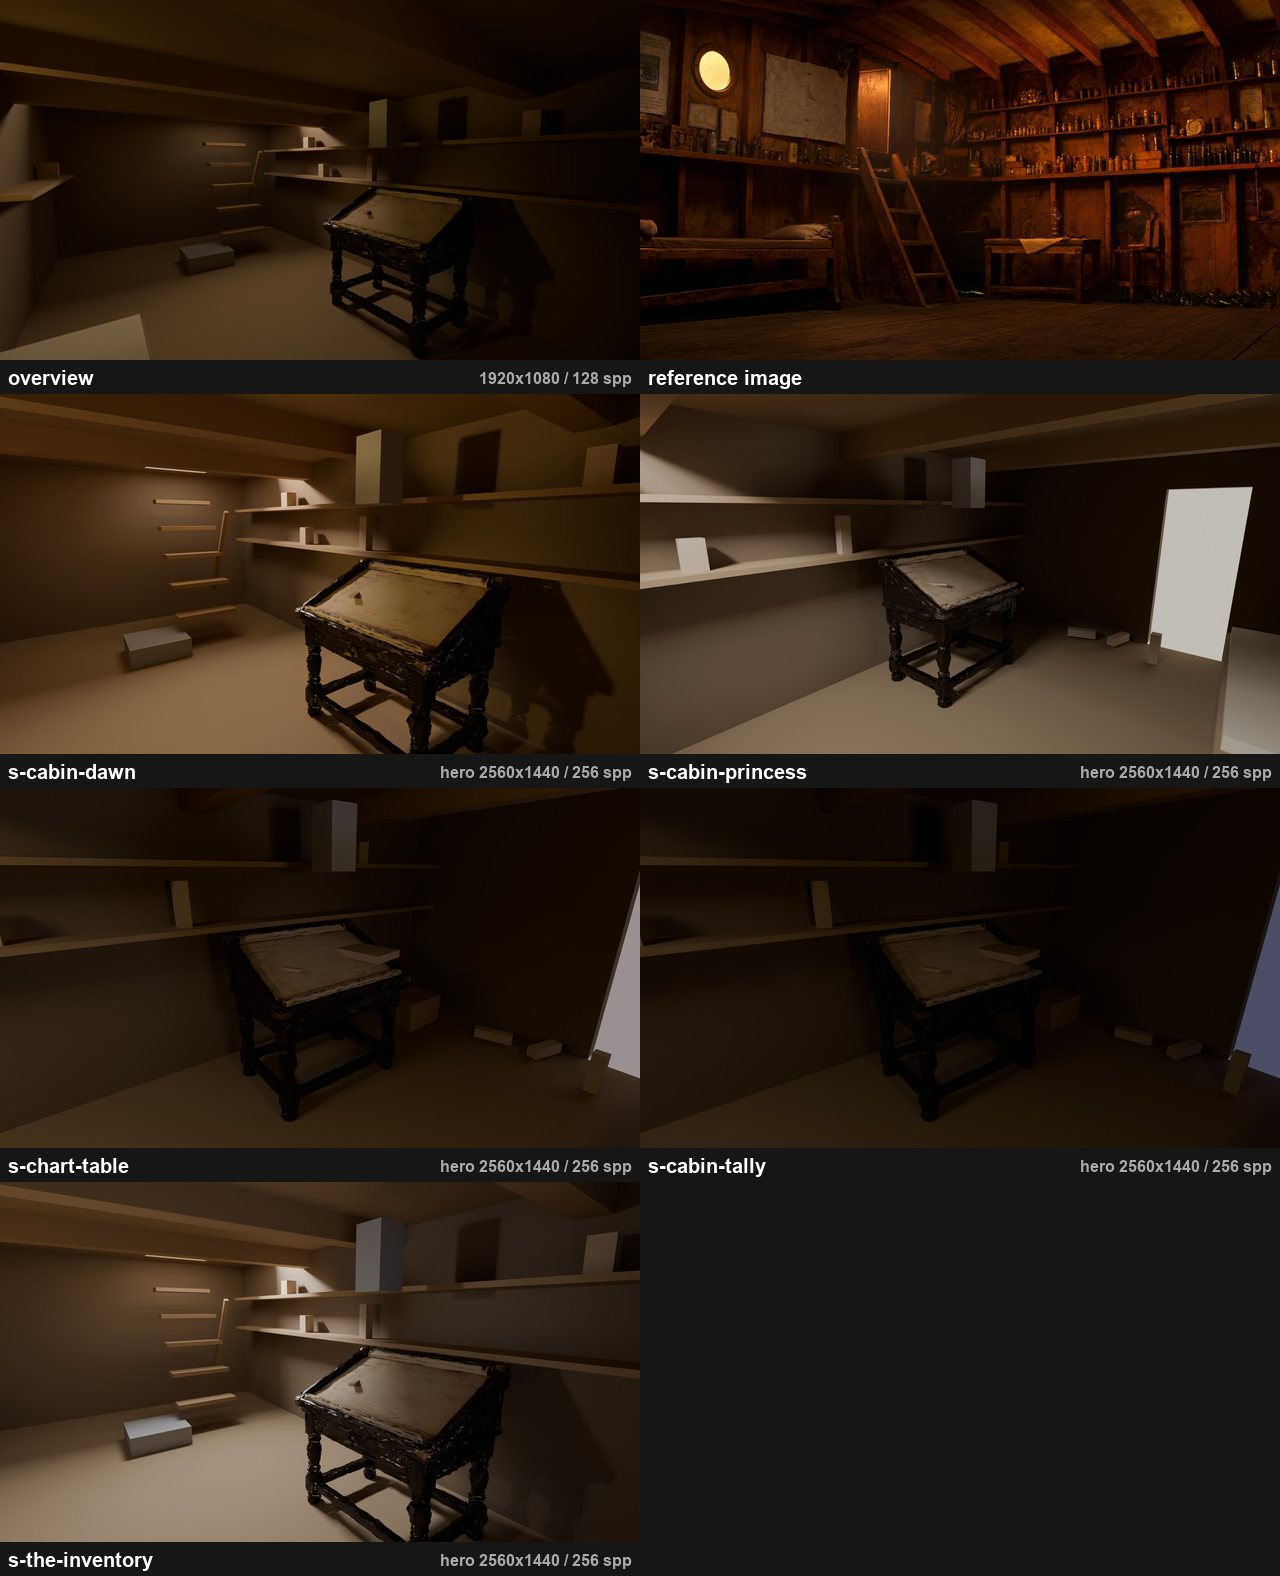 overview
1920x1080 / 128 spp
reference image
s-cabin-dawn
hero 2560x1440 / 256 spp
s-cabin-princess
hero 2560x1440 / 256 spp
s-chart-table
hero 2560x1440 / 256 spp
s-cabin-tally
hero 2560x1440 / 256 spp
s-the-inventory
hero 2560x1440 / 256 spp